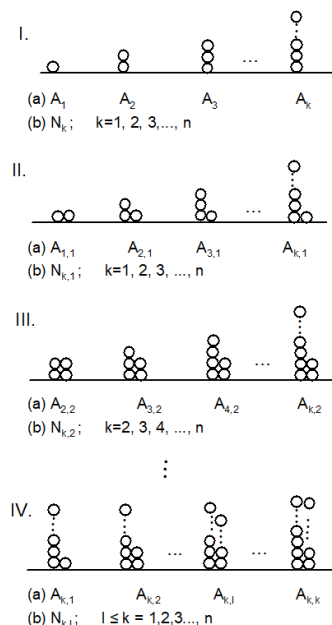 I.
...
(a) A₁ A₂ A₃ Aₖ
(b) Nₖ; k=1, 2, 3,..., n
II.
...
A₁,₁ A₂,₁ A₃,₁ Aₖ,₁
(b) Nₖ,₁; k=1, 2, 3, ..., n
III.
...
(a) A₂,₂ A₃,₂ A₄,₂ Aₖ,₂
(b) Nₖ,₂; k=2, 3, 4, ..., n
⋮
IV.
... ...
(a) Aₖ,₁ Aₖ,₂ Aₖ,ₗ Aₖ,ₖ
(b) Nₖ,ₗ; l ≤ k = 1,2,3..., n